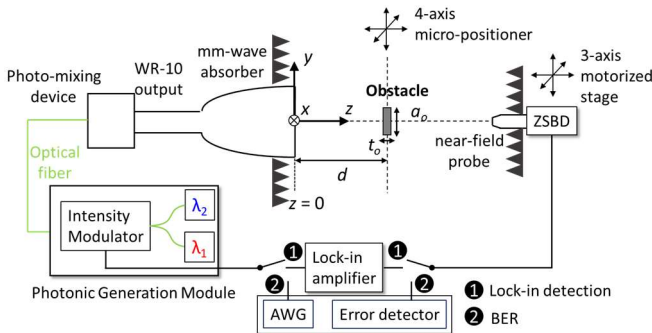 4-axis
micro-positioner
mm-wave
absorber
y
3-axis
motorized
stage
WR-10
output
Photo-mixing
device
Obstacle
x
z
a_o
ZSBD
t_o
near-field
probe
Optical
fiber
d
z = 0
Intensity
Modulator
λ2
λ1
Photonic Generation Module
1
Lock-in
amplifier
1
2
2
AWG
Error detector
1 Lock-in detection
2 BER